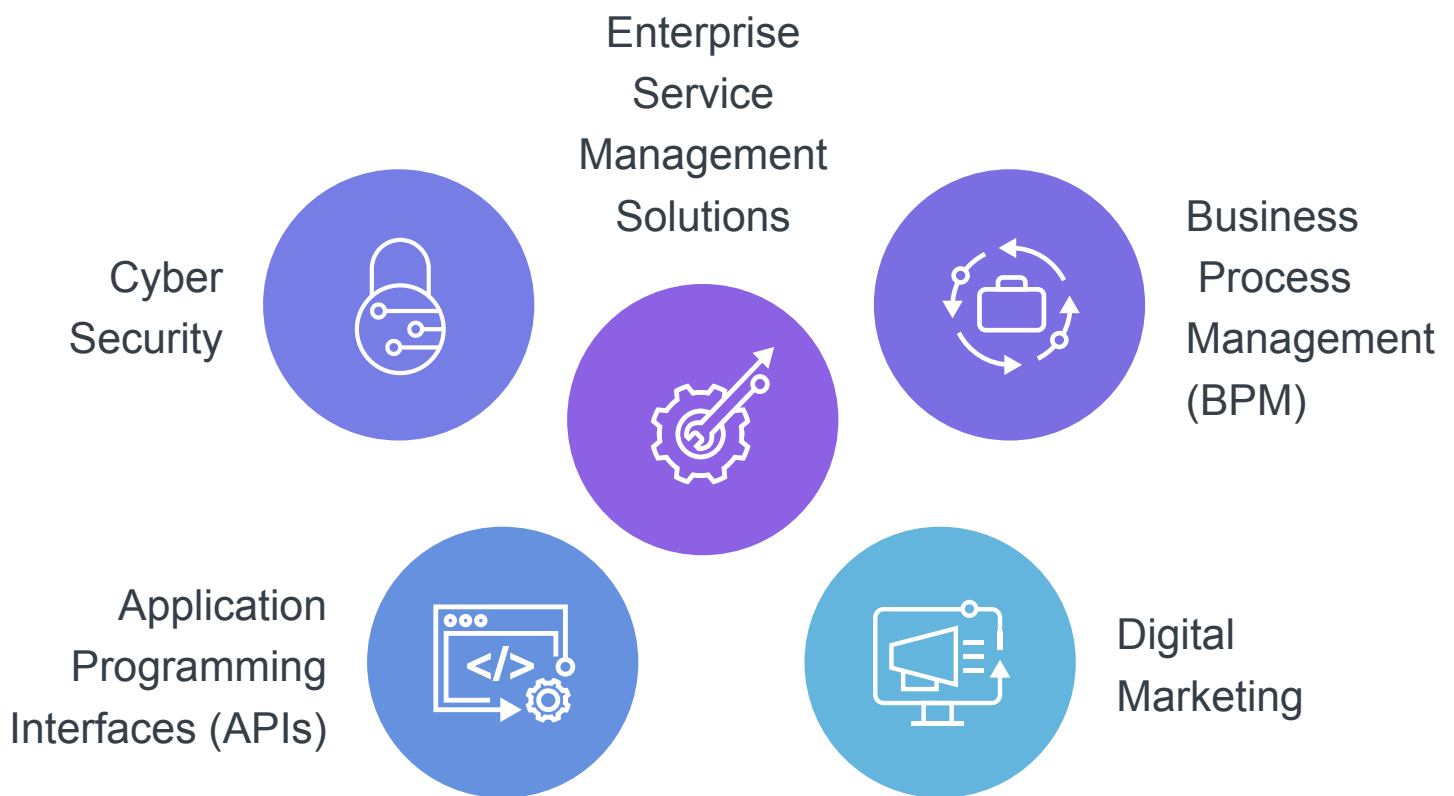 Enterprise
Service
Management
Solutions
Cyber
Security
Business
Process
Management
(BPM)
Application
Programming
Interfaces (APIs)
</>
Digital
Marketing